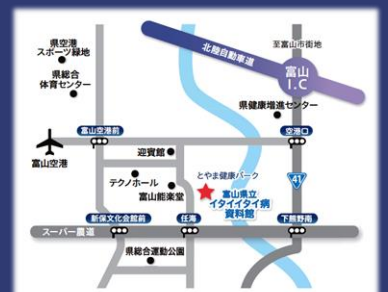 県空港
スポーツ緑地
県総合
体育センター
北陸自動車道
至富山市街地
富山
I.C
県健康増進センター
富山空港
富山空港前
空港口
迎賓館
テクノホール
富山能楽堂
とやま健康パーク
富山県立
イタイイタイ病
資料館
41
新保文化会館前
任海
下熊野南
スーパー農道
県総合運動公園